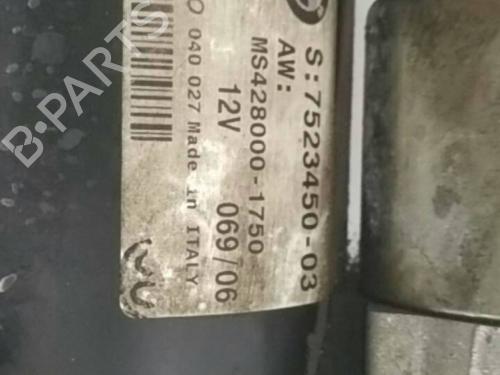 S:7523450-03
AW:
MS428000-1750
12V 069/06
040 027 Made in ITALY
B-PARTS